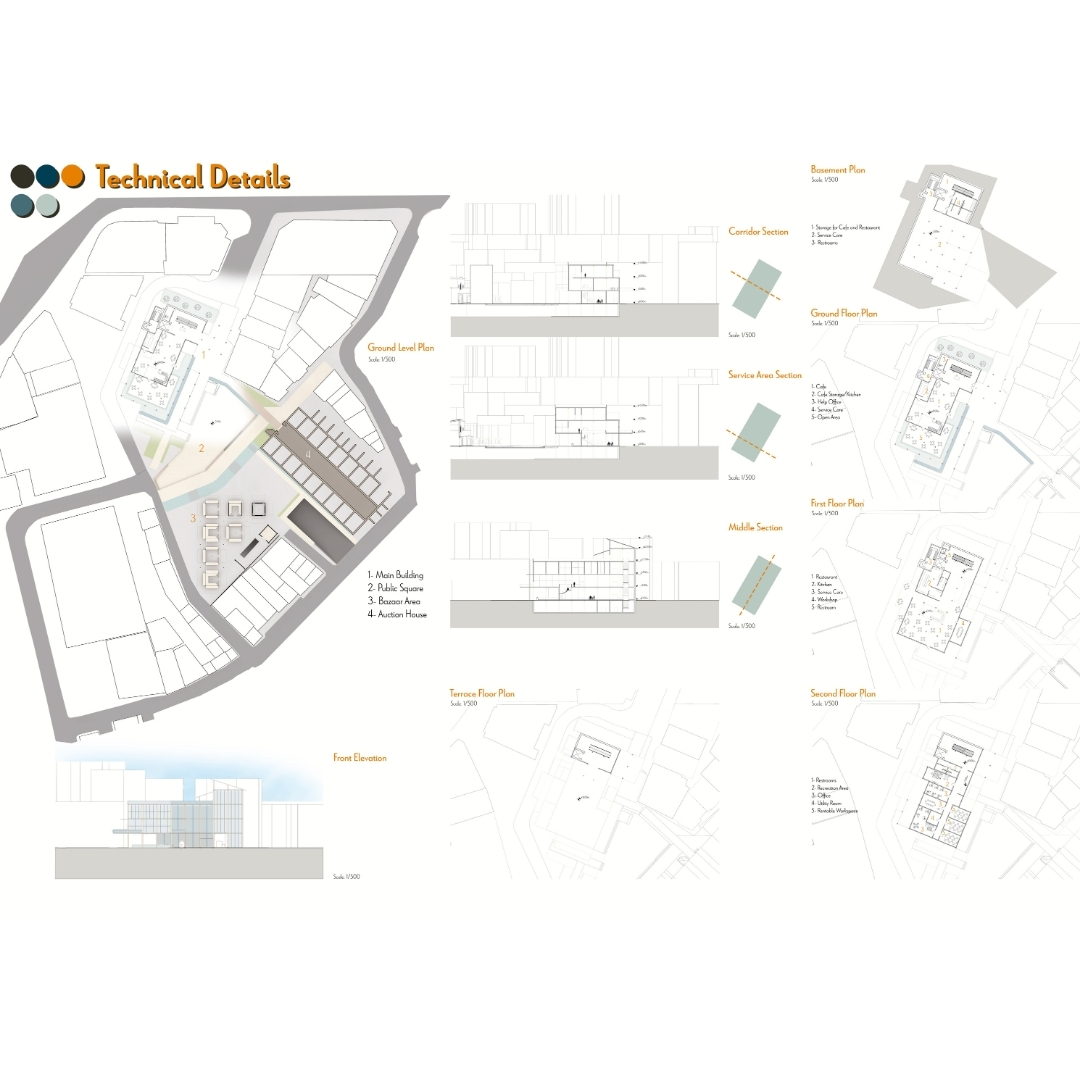 Technical Details
Ground Level Plan
Scale: 1/500
1
2
3
4
1- Main Building
2- Public Square
3- Bazaar Area
4- Auction House
Front Elevation
Scale: 1/500
Corridor Section
Scale: 1/500
Service Area Section
Scale: 1/500
Middle Section
Scale: 1/500
Terrace Floor Plan
Scale: 1/500
Basement Plan
Scale: 1/500
1- Storage for Cafe and Restaurant
2- Service Core
3- Restrooms
Ground Floor Plan
Scale: 1/500
1- Cafe
2- Cafe Storage/Kitchen
3- Help Office
4- Service Core
5- Open Area
First Floor Plan
Scale: 1/500
1- Restaurant
2- Kitchen
3- Service Core
4- Workshop
5- Restroom
Second Floor Plan
Scale: 1/500
1- Restrooms
2- Recreation Area
3- Office
4- Utility Room
5- Rentable Workspace